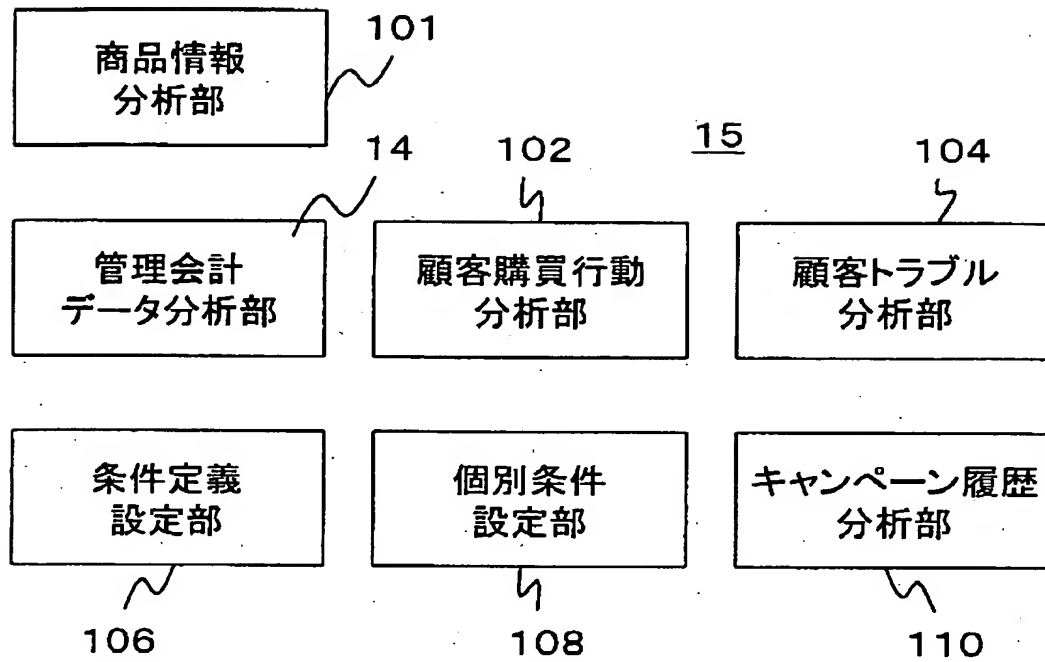 商品情報
分析部
101
14
102
15
104
管理会計
データ分析部
顧客購買行動
分析部
顧客トラブル
分析部
条件定義
設定部
個別条件
設定部
キャンペーン履歴
分析部
106
108
110